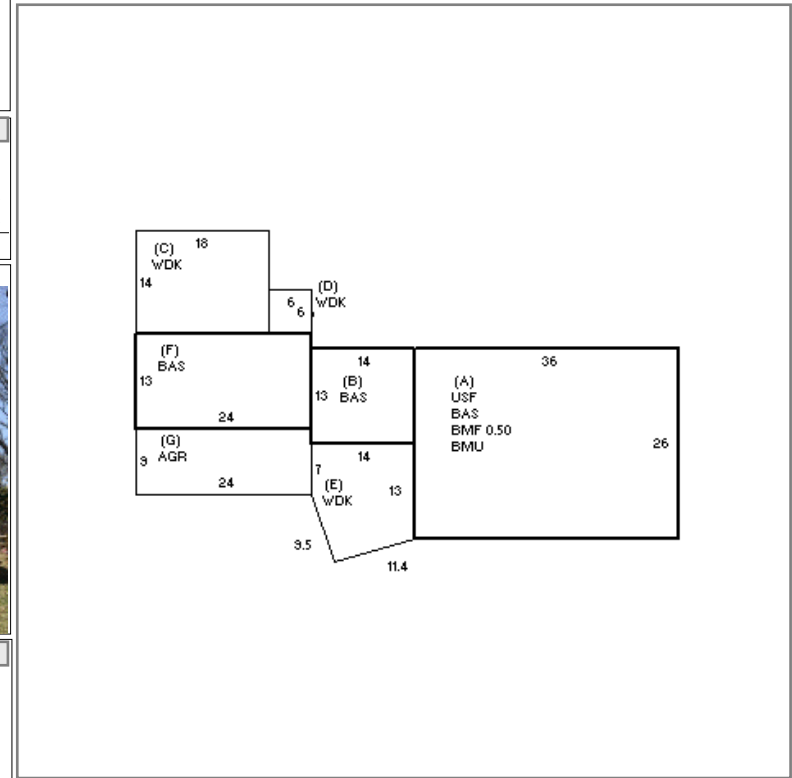 18
(C)
WDK
14
(D)
WDK
6
6
(F)
BAS
13
24
14
(B)
BAS
13
36
(A)
USF
BAS
BMF 0.50
BMU
26
(G)
AGR
9
24
14
7
(E)
WDK
13
9.5
11.4